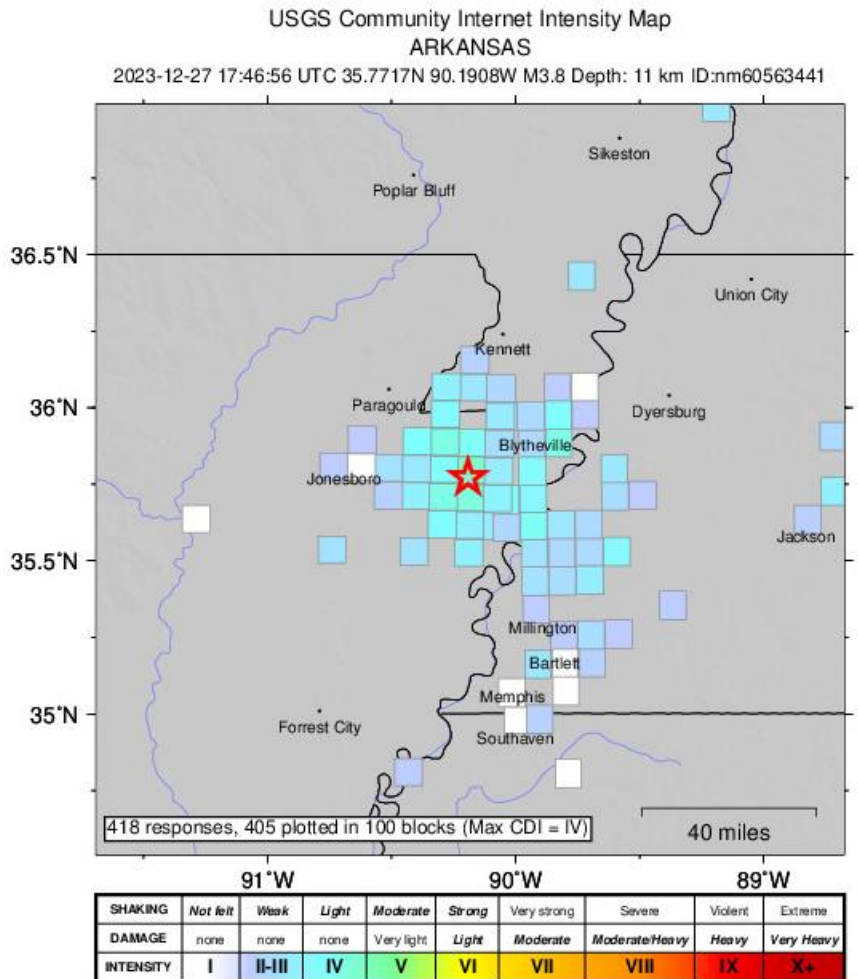 USGS Community Internet Intensity Map
ARKANSAS
2023-12-27 17:46:56 UTC 35.7717N 90.1908W M3.8 Depth: 11 km ID:nm60563441
Sikeston
Poplar Bluff
36.5˚N
Union City
Kennett
36˚N
Paragould
Dyersburg
Blytheville
Jonesboro
Jackson
35.5˚N
Millington
Bartlett
Memphis
35˚N
Forrest City
Southaven
418 responses, 405 plotted in 100 blocks (Max CDI = IV)
40 miles
91˚W 90˚W 89˚W
SHAKING Not felt Weak Light Moderate Strong Very strong Severe Violent Extreme
DAMAGE none none none Very light Light Moderate Moderate/Heavy Heavy Very Heavy
INTENSITY I II-III IV V VI VII VIII IX X+